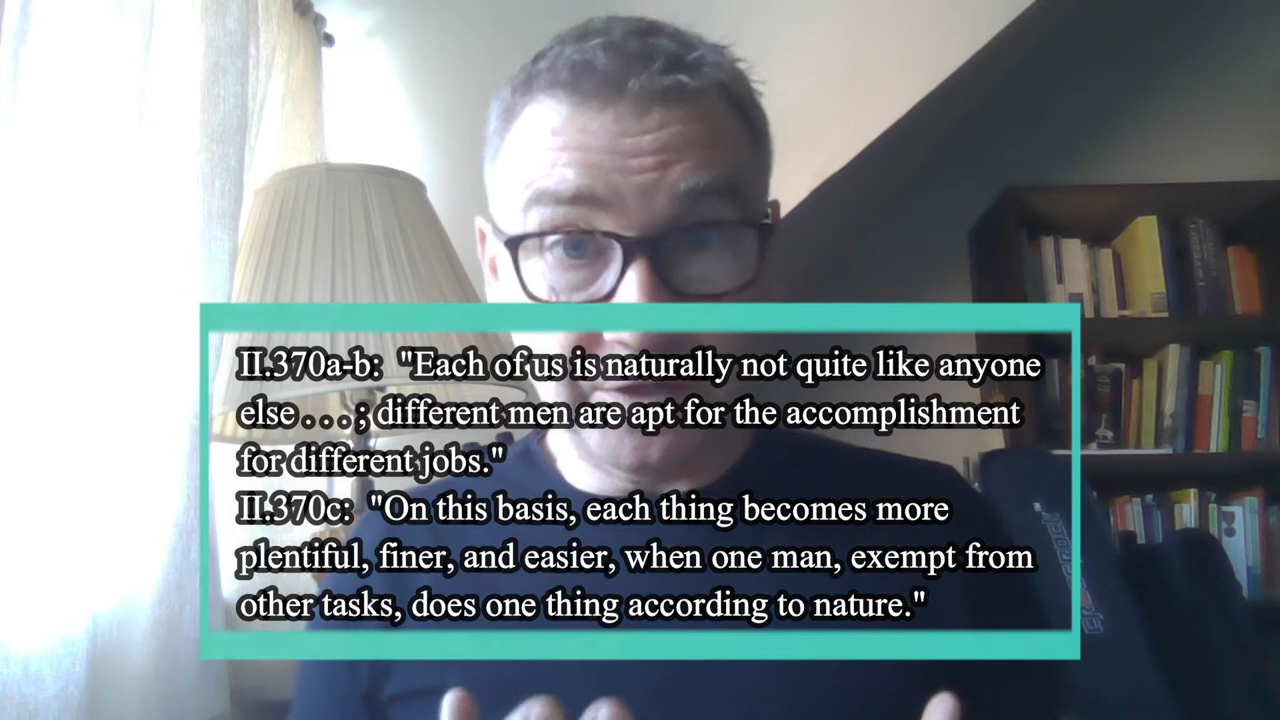 II.370a-b:  "Each of us is naturally not quite like anyone
else . . . ; different men are apt for the accomplishment
for different jobs."
II.370c:  "On this basis, each thing becomes more
plentiful, finer, and easier, when one man, exempt from
other tasks, does one thing according to nature."